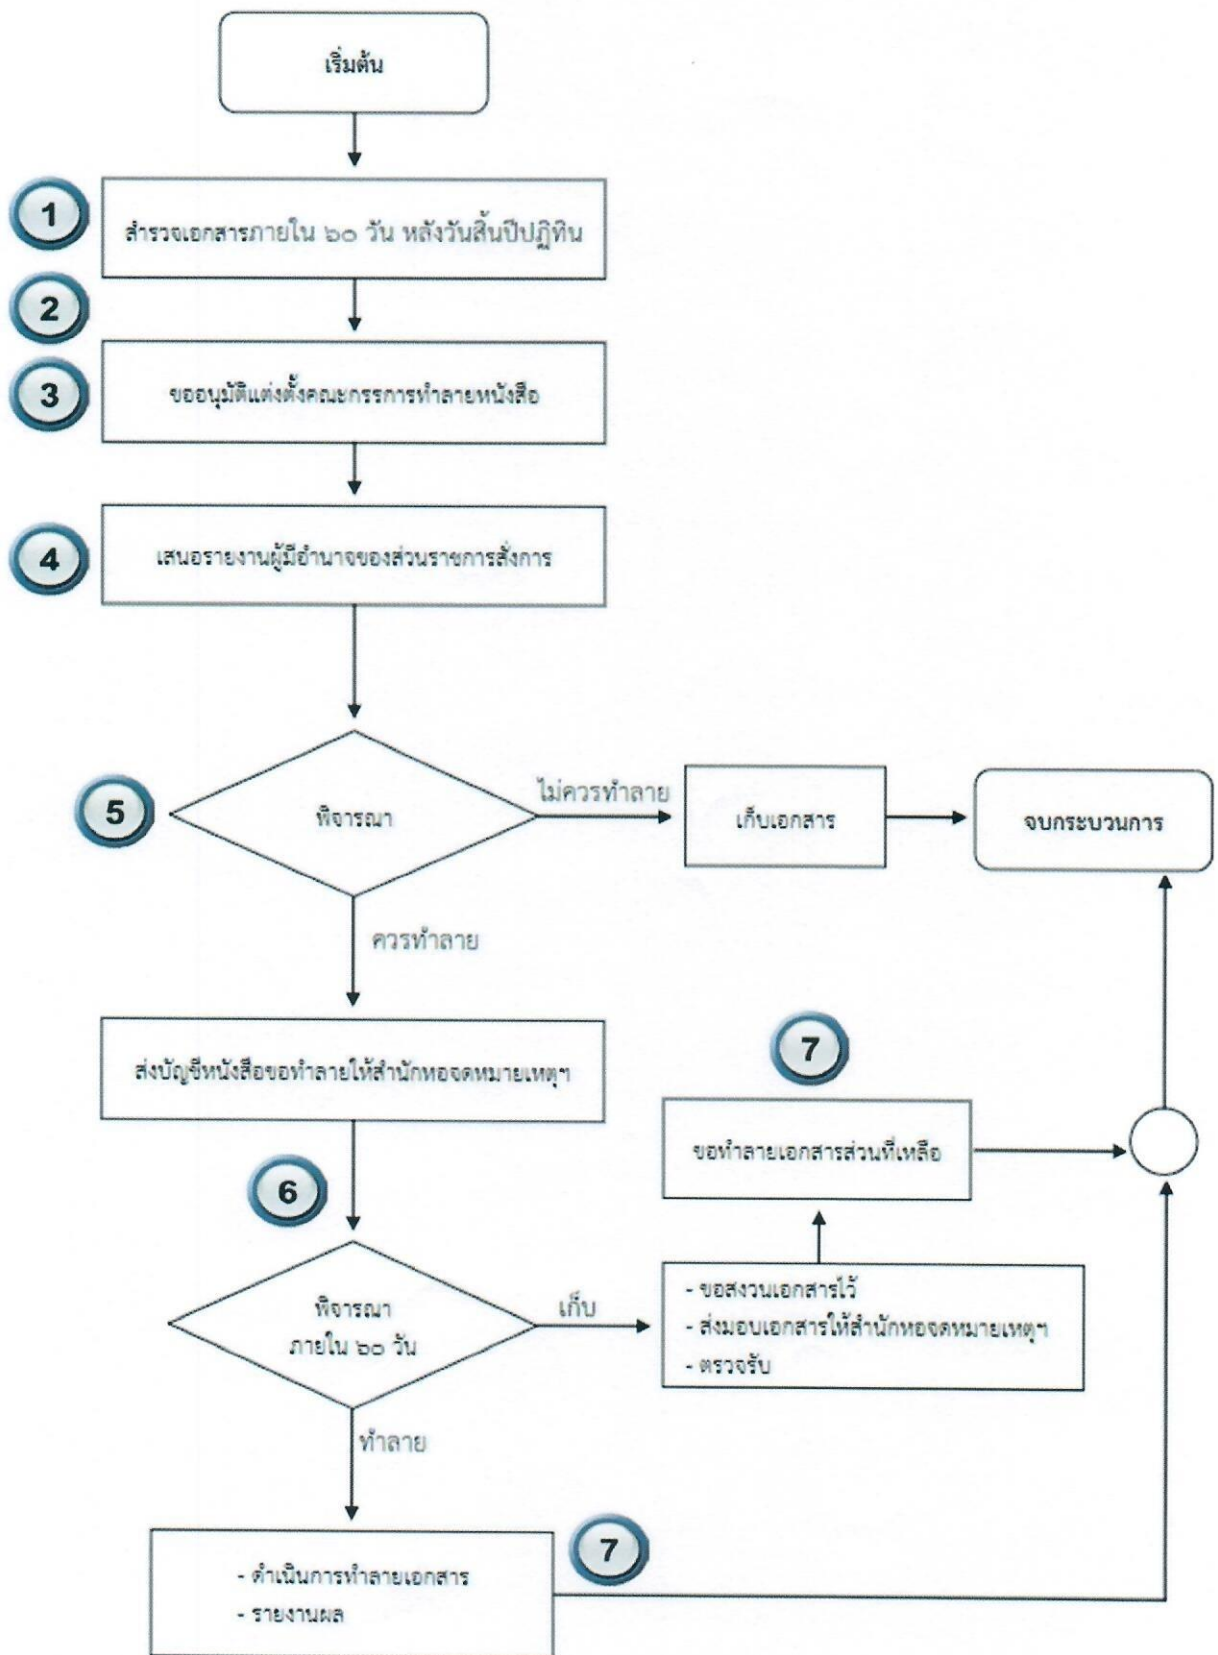 เริ่มต้น
1
สำรวจเอกสารภายใน ๖๐ วัน หลังวันสิ้นปีปฏิทิน
2
3
ขออนุมัติแต่งตั้งคณะกรรการทำลายหนังสือ
4
เสนอรายงานผู้มีอำนาจของส่วนราชการสั่งการ
5
พิจารณา
ไม่ควรทำลาย
เก็บเอกสาร
จบกระบวนการ
ควรทำลาย
ส่งบัญชีหนังสือขอทำลายให้สำนักหอจดหมายเหตุฯ
7
ขอทำลายเอกสารส่วนที่เหลือ
6
พิจารณา
ภายใน ๖๐ วัน
เก็บ
- ขอสงวนเอกสารไว้
- ส่งมอบเอกสารให้สำนักหอจดหมายเหตุฯ
- ตรวจรับ
ทำลาย
7
- ดำเนินการทำลายเอกสาร
- รายงานผล